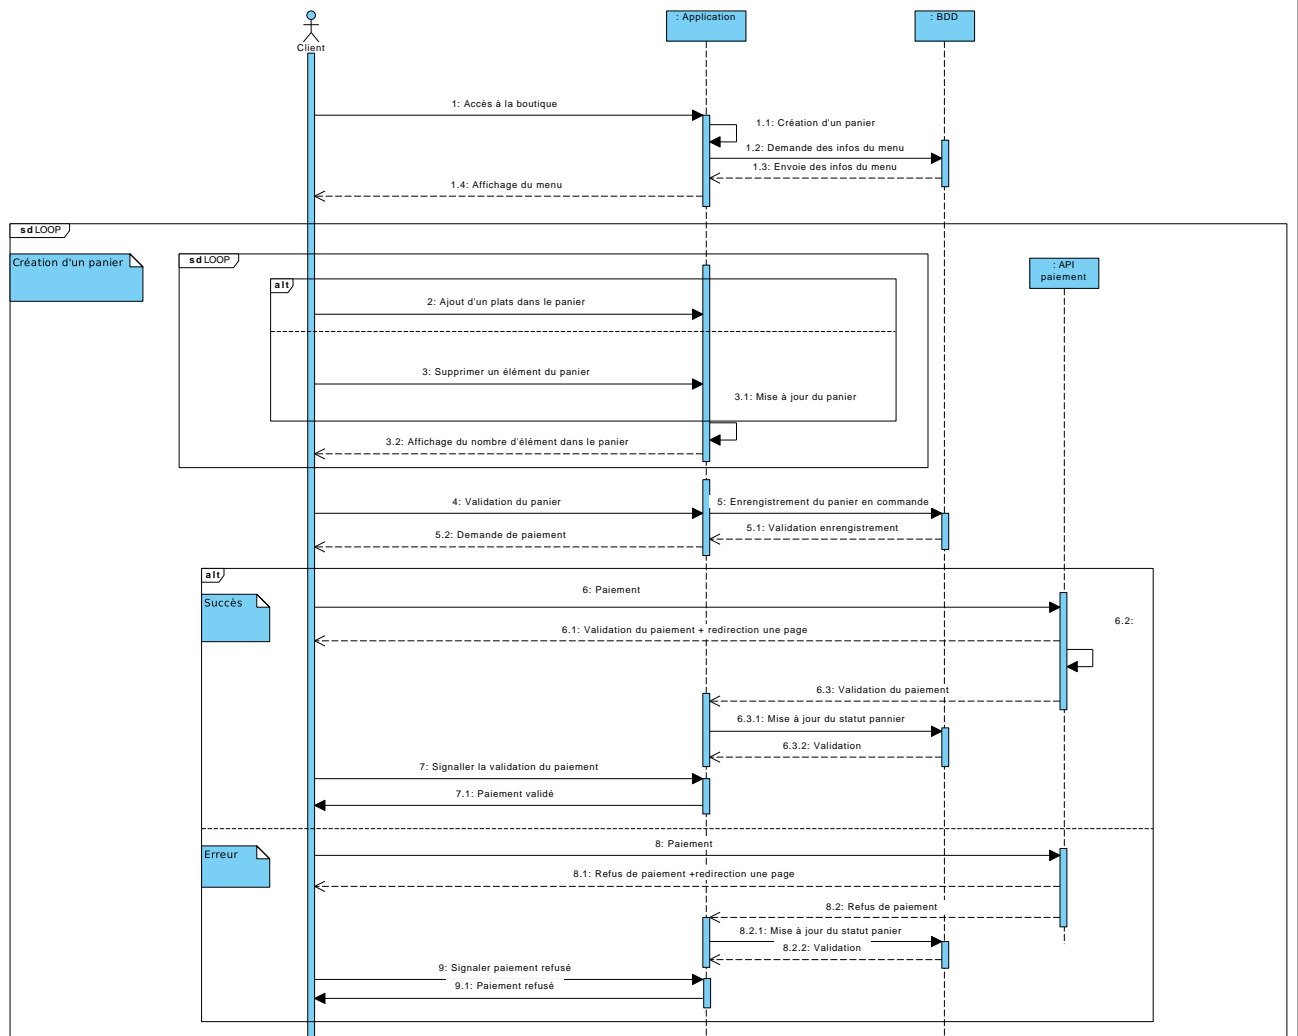 Client
: Application
: BDD
1: Accès à la boutique
1.1: Création d'un panier
1.2: Demande des infos du menu
1.3: Envoie des infos du menu
1.4: Affichage du menu
sd LOOP
Création d'un panier
sd LOOP
: API
paiement
alt
2: Ajout d'un plats dans le panier
3: Supprimer un élément du panier
3.1: Mise à jour du panier
3.2: Affichage du nombre d'élément dans le panier
4: Validation du panier
5: Enrengistrement du panier en commande
5.1: Validation enrengistrement
5.2: Demande de paiement
alt
Succès
6: Paiement
6.1: Validation du paiement + redirection une page
6.2:
6.3: Validation du paiement
6.3.1: Mise à jour du statut pannier
6.3.2: Validation
7: Signaller la validation du paiement
7.1: Paiement validé
Erreur
8: Paiement
8.1: Refus de paiement +redirection une page
8.2: Refus de paiement
8.2.1: Mise à jour du statut panier
8.2.2: Validation
9: Signaler paiement refusé
9.1: Paiement refusé